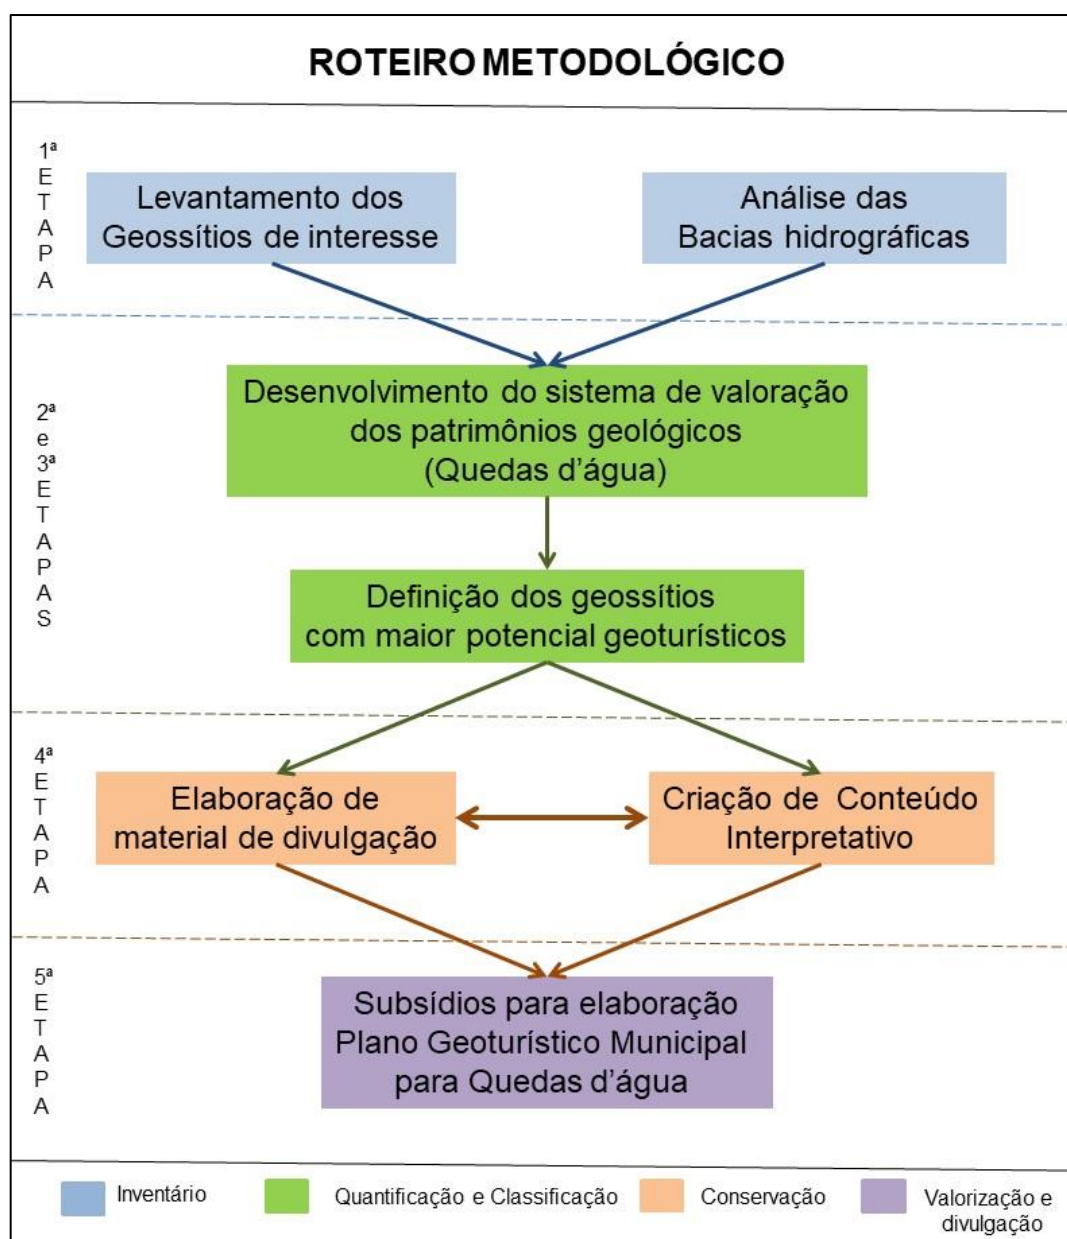 ROTEIRO METODOLÓGICO
1ª
E
T
A
P
A
Levantamento dos
Geossítios de interesse
Análise das
Bacias hidrográficas
2ª
e
3ª
E
T
A
P
A
S
Desenvolvimento do sistema de valoração
dos patrimônios geológicos
(Quedas d’água)
Definição dos geossítios
com maior potencial geoturísticos
4ª
E
T
A
P
A
Elaboração de
material de divulgação
Criação de Conteúdo
Interpretativo
5ª
E
T
A
P
A
Subsídios para elaboração
Plano Geoturístico Municipal
para Quedas d’água
Inventário
Quantificação e Classificação
Conservação
Valorização e
divulgação